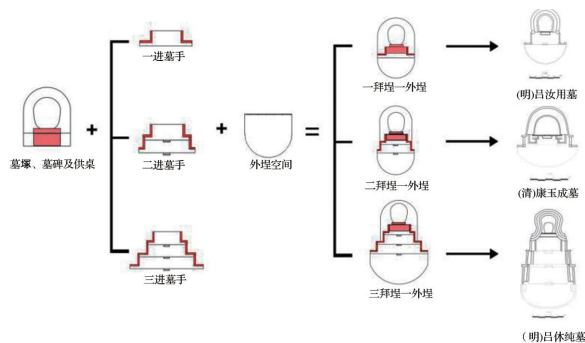 一进墓手
一拜埕一外埕
(明)吕汝用墓
墓塚、墓碑及供桌
二进墓手
外埕空间
二拜埕一外埕
(清)康玉成墓
三进墓手
三拜埕一外埕
(明)吕休纯墓